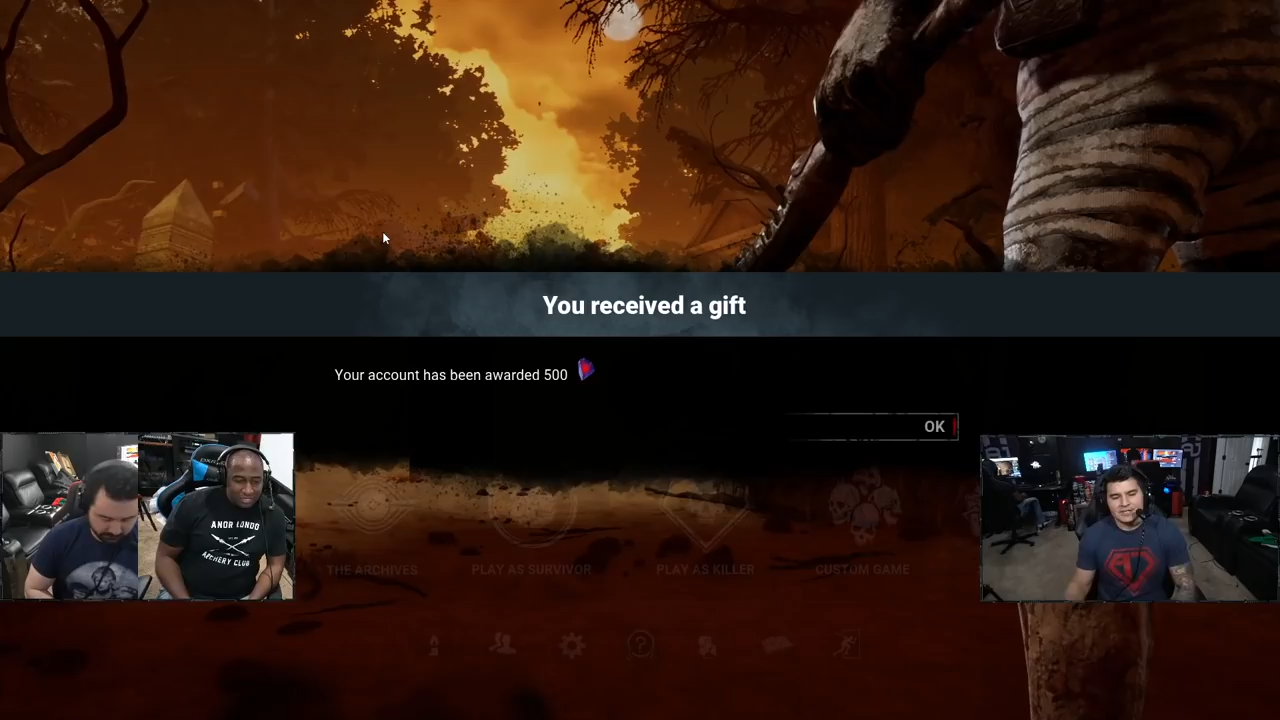 You received a gift
Your account has been awarded 500
OK
ANOR LONDO
ARCHERY CLUB
THE ARCHIVES
PLAY AS SURVIVOR
PLAY AS KILLER
CUSTOM GAME